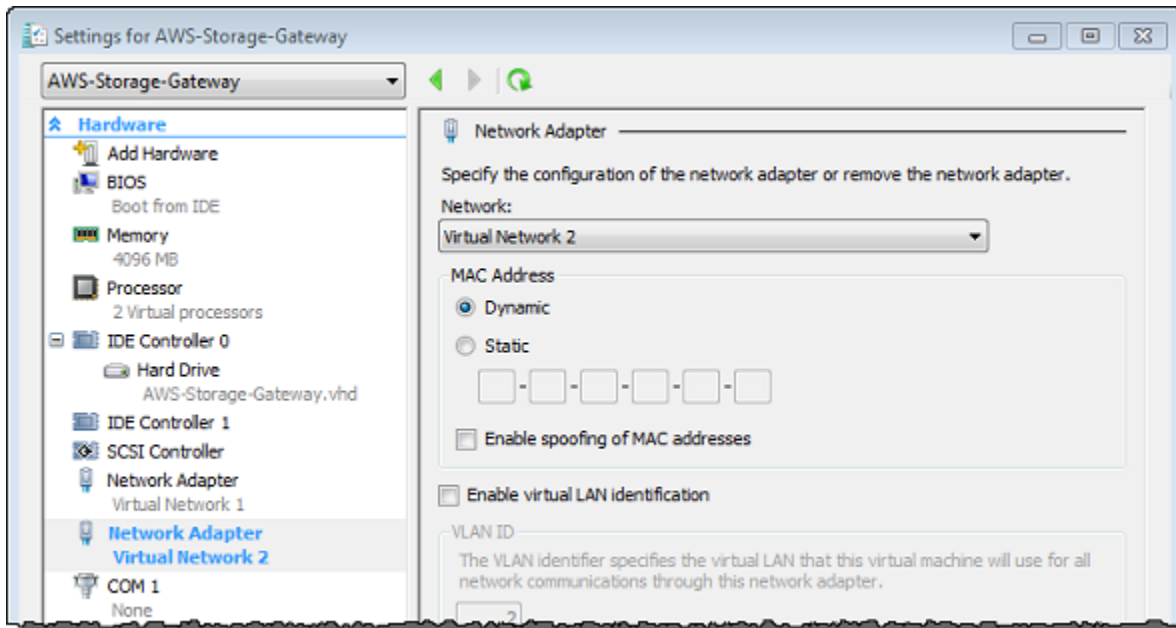 Settings for AWS-Storage-Gateway
AWS-Storage-Gateway
Hardware
Add Hardware
BIOS
Boot from IDE
Memory
4096 MB
Processor
2 Virtual processors
IDE Controller 0
Hard Drive
AWS-Storage-Gateway.vhd
IDE Controller 1
SCSI Controller
Network Adapter
Virtual Network 1
Network Adapter
Virtual Network 2
COM 1
None
Network Adapter
Specify the configuration of the network adapter or remove the network adapter.
Network:
Virtual Network 2
MAC Address
Dynamic
Static
- - - - -
Enable spoofing of MAC addresses
Enable virtual LAN identification
VLAN ID
The VLAN identifier specifies the virtual LAN that this virtual machine will use for all
network communications through this network adapter.
2